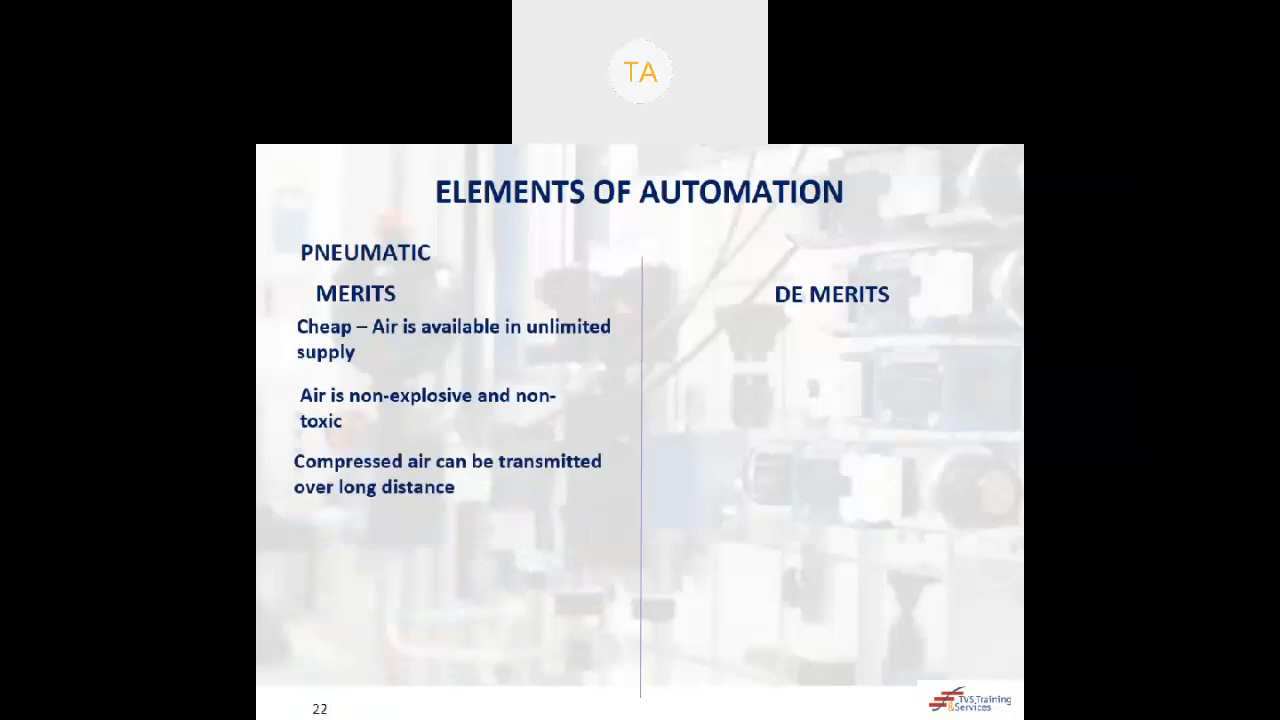 TA
ELEMENTS OF AUTOMATION
PNEUMATIC
MERITS
Cheap – Air is available in unlimited
supply
Air is non-explosive and non-
toxic
Compressed air can be transmitted
over long distance
DE MERITS
22
TVS Training
&Services